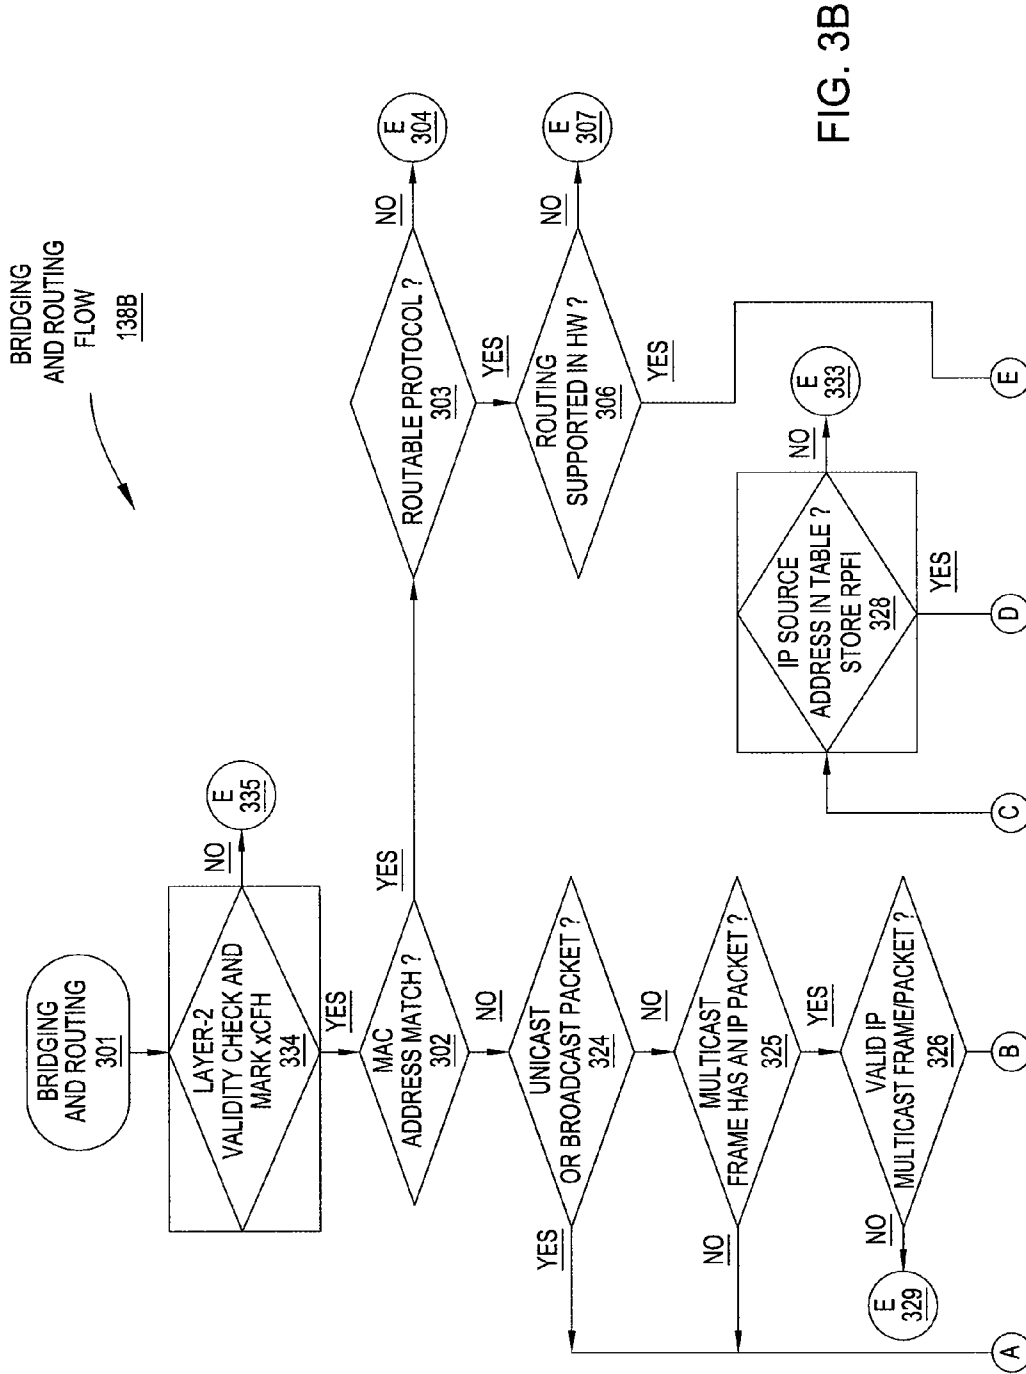 BRIDGING
AND ROUTING
FLOW
138B
BRIDGING
AND ROUTING
301
LAYER-2
VALIDITY CHECK AND
MARK xCFH
334
NO
E
335
YES
MAC
ADDRESS MATCH ?
302
YES
NO
ROUTABLE PROTOCOL ?
303
NO
E
304
YES
ROUTING
SUPPORTED IN HW ?
306
NO
E
307
YES
UNICAST
OR BROADCAST PACKET ?
324
YES
NO
MULTICAST
FRAME HAS AN IP PACKET ?
325
NO
YES
VALID IP
MULTICAST FRAME/PACKET ?
326
NO
E
329
IP SOURCE
ADDRESS IN TABLE ?
STORE RPFI
328
NO
E
333
YES
A
B
C
D
E
FIG. 3B